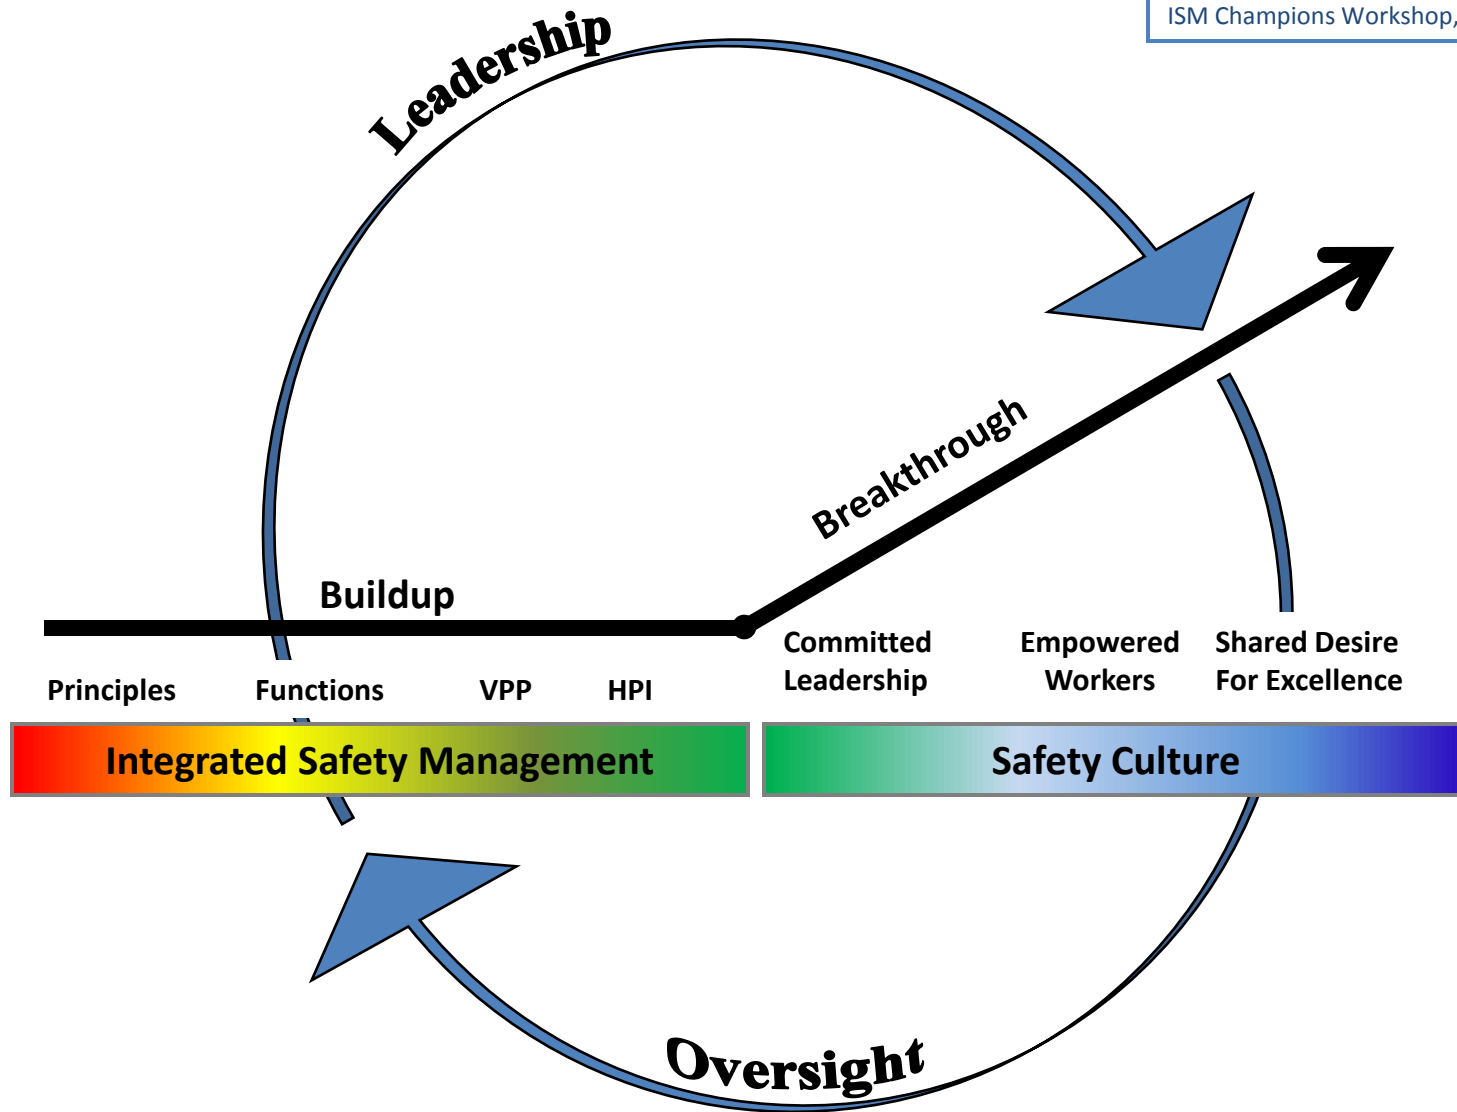 ISM Champions Workshop,
Leadership
Breakthrough
Buildup
Committed
Leadership
Empowered
Workers
Shared Desire
For Excellence
Principles
Functions
VPP
HPI
Integrated Safety Management
Safety Culture
Oversight